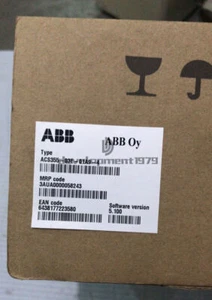 ABB
ABB Oy
Type
MRP code
3AUA0000058243
EAN code
6438177223580
Software version
5.100